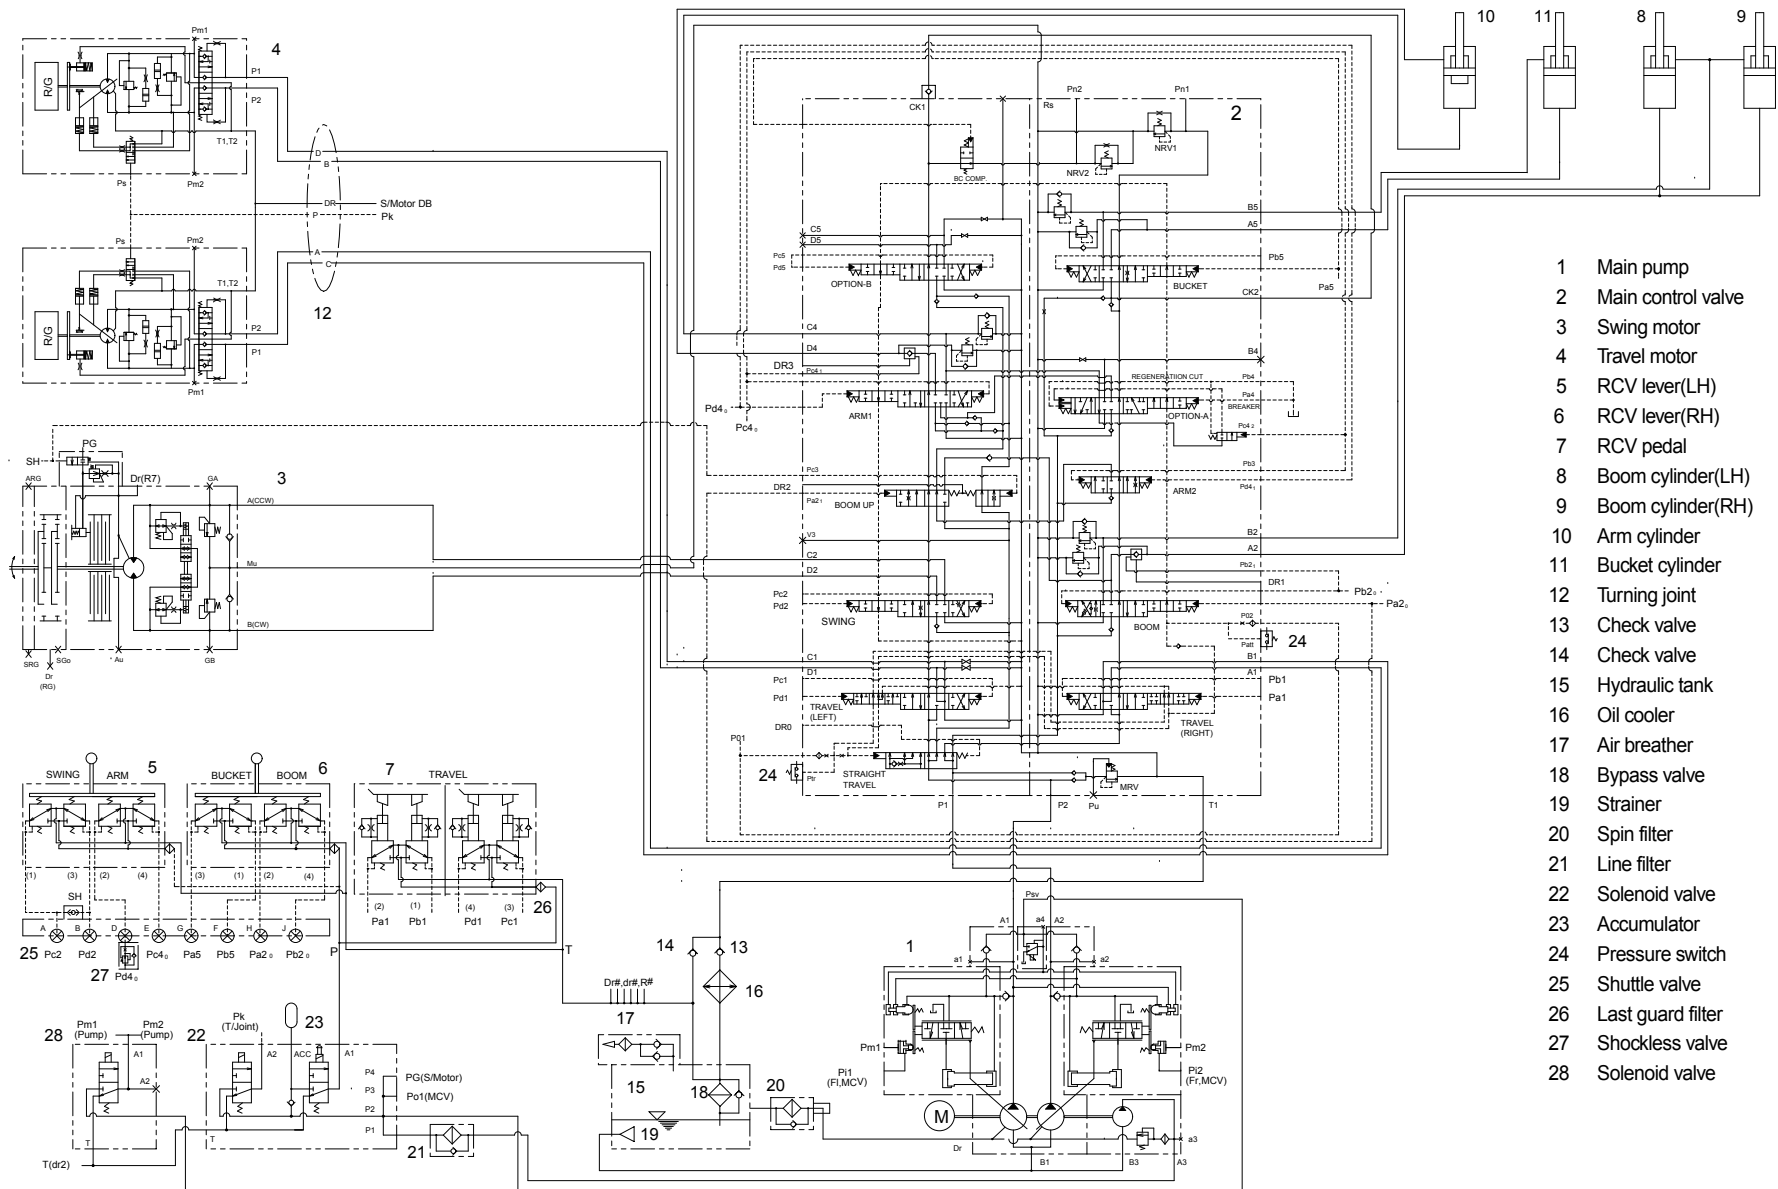 10
11
8
9
Pm1
4
R/G
P1
P2
T1,T2
Ps
Pm2
D
B
DR
S/Motor DB
P
Pk
A
C
12
Ps
Pm2
T1,T2
R/G
P2
P1
Pm1
CK1
Rs
Pn2
Pn1
2
NRV1
NRV2
BC COMP.
C5
D5
B5
A5
Pc5
Pd5
OPTION-B
Pb5
BUCKET
CK2
Pa5
C4
D4
DR3
Pc4₁
B4
REGENERATIION CUT
Pb4
Pa4
BREAKER
Pd4₀
ARM1
OPTION-A
Pc4₀
Pc4₂
Pc3
DR2
Pa2₁
BOOM UP
Pb3
ARM2
Pd4₁
V3
C2
D2
B2
A2
Pb2₁
DR1
Pc2
Pd2
SWING
Pb2₀
Pa2₀
BOOM
P02
Patt
24
C1
D1
B1
A1
Pc1
Pd1
Pb1
Pa1
TRAVEL
(LEFT)
TRAVEL
(RIGHT)
DR0
P01
24
Ptr
STRAIGHT
TRAVEL
MRV
P1
P2
Pu
T1
PG
SH
ARG
Dr(R7)
GA
3
A(CCW)
Mu
B(CW)
SRG
SGo
Dr
(RG)
Au
GB
SWING
ARM
5
BUCKET
BOOM
6
7
TRAVEL
(1)
(3)
(2)
(4)
(3)
(1)
(2)
(4)
(2)
(1)
(4)
(3)
Pa1
Pb1
Pd1
Pc1
26
SH
A
B
D
E
G
F
H
J
25
Pc2
Pd2
27
Pd4₀
Pc4₀
Pa5
Pb5
Pa2₀
Pb2₀
P
T
28
Pm1
(Pump)
Pm2
(Pump)
A1
A2
T
T(dr2)
22
Pk
(T/Joint)
23
A2
ACC
A1
P4
P3
P2
P1
T
PG(S/Motor)
Po1(MCV)
21
14
13
16
Dr#,dr#,R#
17
15
18
19
20
Psv
A1
a4
A2
a1
a2
1
Pm1
Pi1
(Fl,MCV)
Pm2
Pi2
(Fr,MCV)
M
Dr
B1
B3
A3
a3
1 Main pump
2 Main control valve
3 Swing motor
4 Travel motor
5 RCV lever(LH)
6 RCV lever(RH)
7 RCV pedal
8 Boom cylinder(LH)
9 Boom cylinder(RH)
10 Arm cylinder
11 Bucket cylinder
12 Turning joint
13 Check valve
14 Check valve
15 Hydraulic tank
16 Oil cooler
17 Air breather
18 Bypass valve
19 Strainer
20 Spin filter
21 Line filter
22 Solenoid valve
23 Accumulator
24 Pressure switch
25 Shuttle valve
26 Last guard filter
27 Shockless valve
28 Solenoid valve